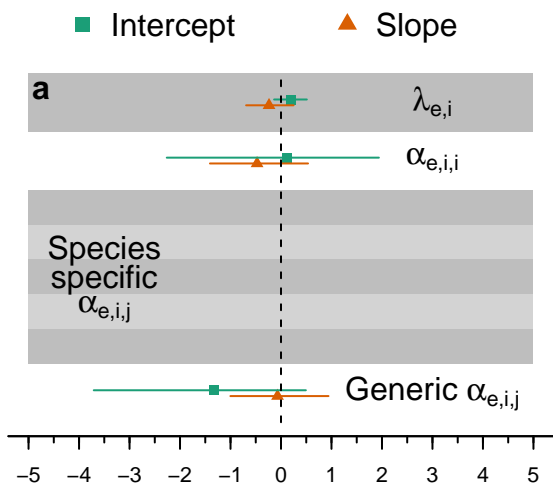 Intercept Slope
a
λe,i
αe,i,i
Species
specific
αe,i,j
Generic αe,i,j
−5 −4 −3 −2 −1 0 1 2 3 4 5